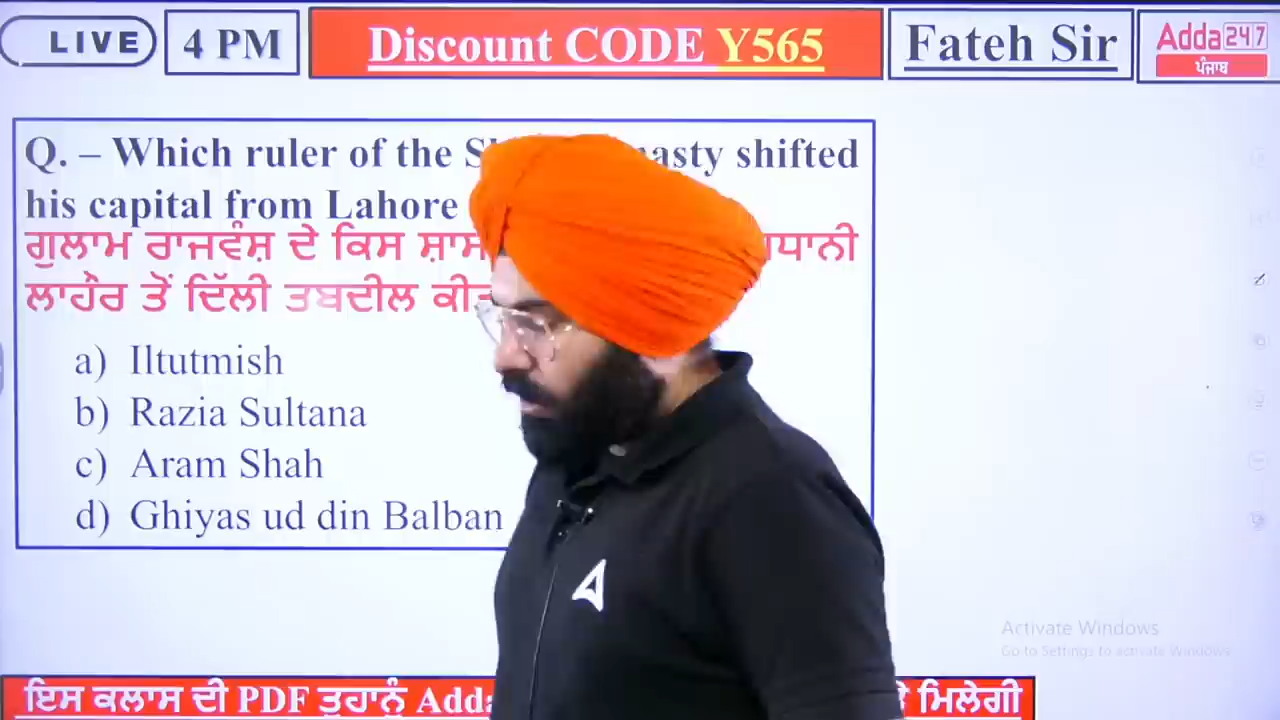 LIVE
4 PM
Discount CODE Y565
Fateh Sir
Adda247
ਪੰਜਾਬ
Q. – Which ruler of the shifted
his capital from Lahore
ਗੁਲਾਮ ਰਾਜਵੰਸ਼ ਦੇ ਕਿਸ
ਲਾਹੌਰ ਤੋਂ ਦਿੱਲੀ ਤਬਦੀਲ
a) Iltutmish
b) Razia Sultana
c) Aram Shah
d) Ghiyas ud din Balban
Activate Windows
Go to Settings to activate Windows.
ਇਸ ਕਲਾਸ ਦੀ PDF ਤੁਹਾਨੂੰ ਮਿਲੇਗੀ